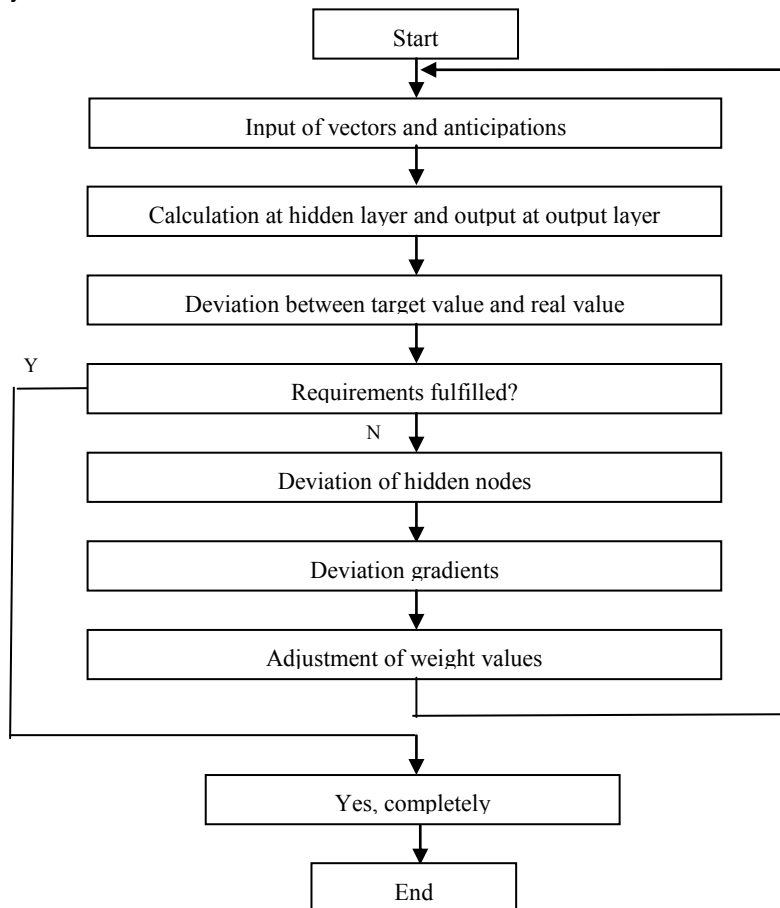 Start
Input of vectors and anticipations
Calculation at hidden layer and output at output layer
Deviation between target value and real value
Y
Requirements fulfilled?
N
Deviation of hidden nodes
Deviation gradients
Adjustment of weight values
Yes, completely
End